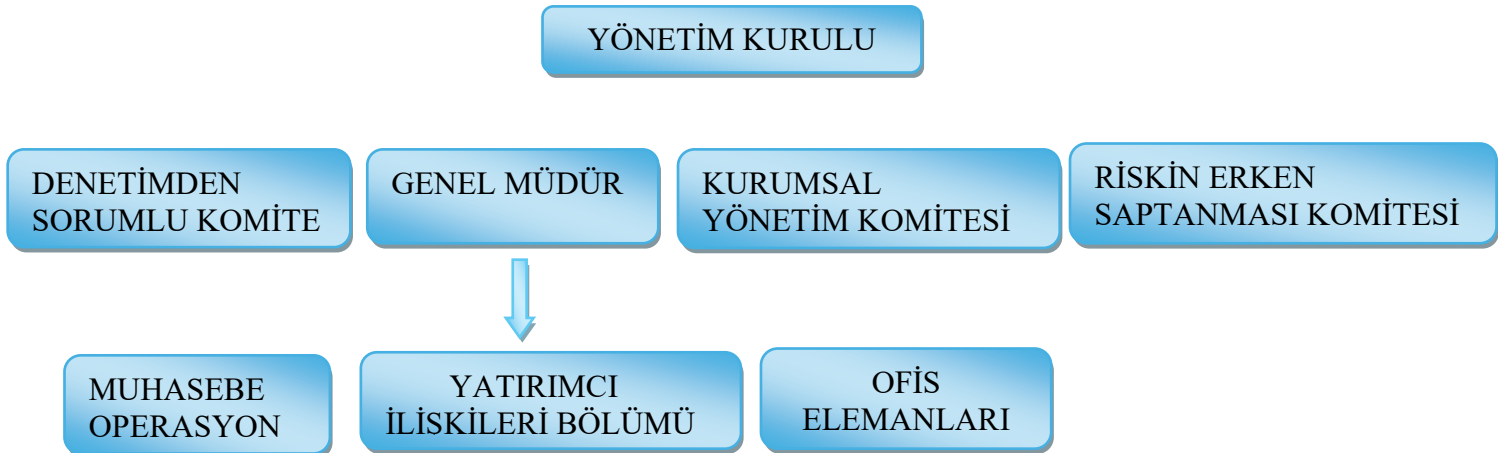 YÖNETİM KURULU
DENETİMDEN
SORUMLU KOMİTE
GENEL MÜDÜR
KURUMSAL
YÖNETİM KOMİTESİ
RİSKİN ERKEN
SAPTANMASI KOMİTESİ
MUHASEBE
OPERASYON
YATIRIMCI
İLİSKİLERİ BÖLÜMÜ
OFİS
ELEMANLARI